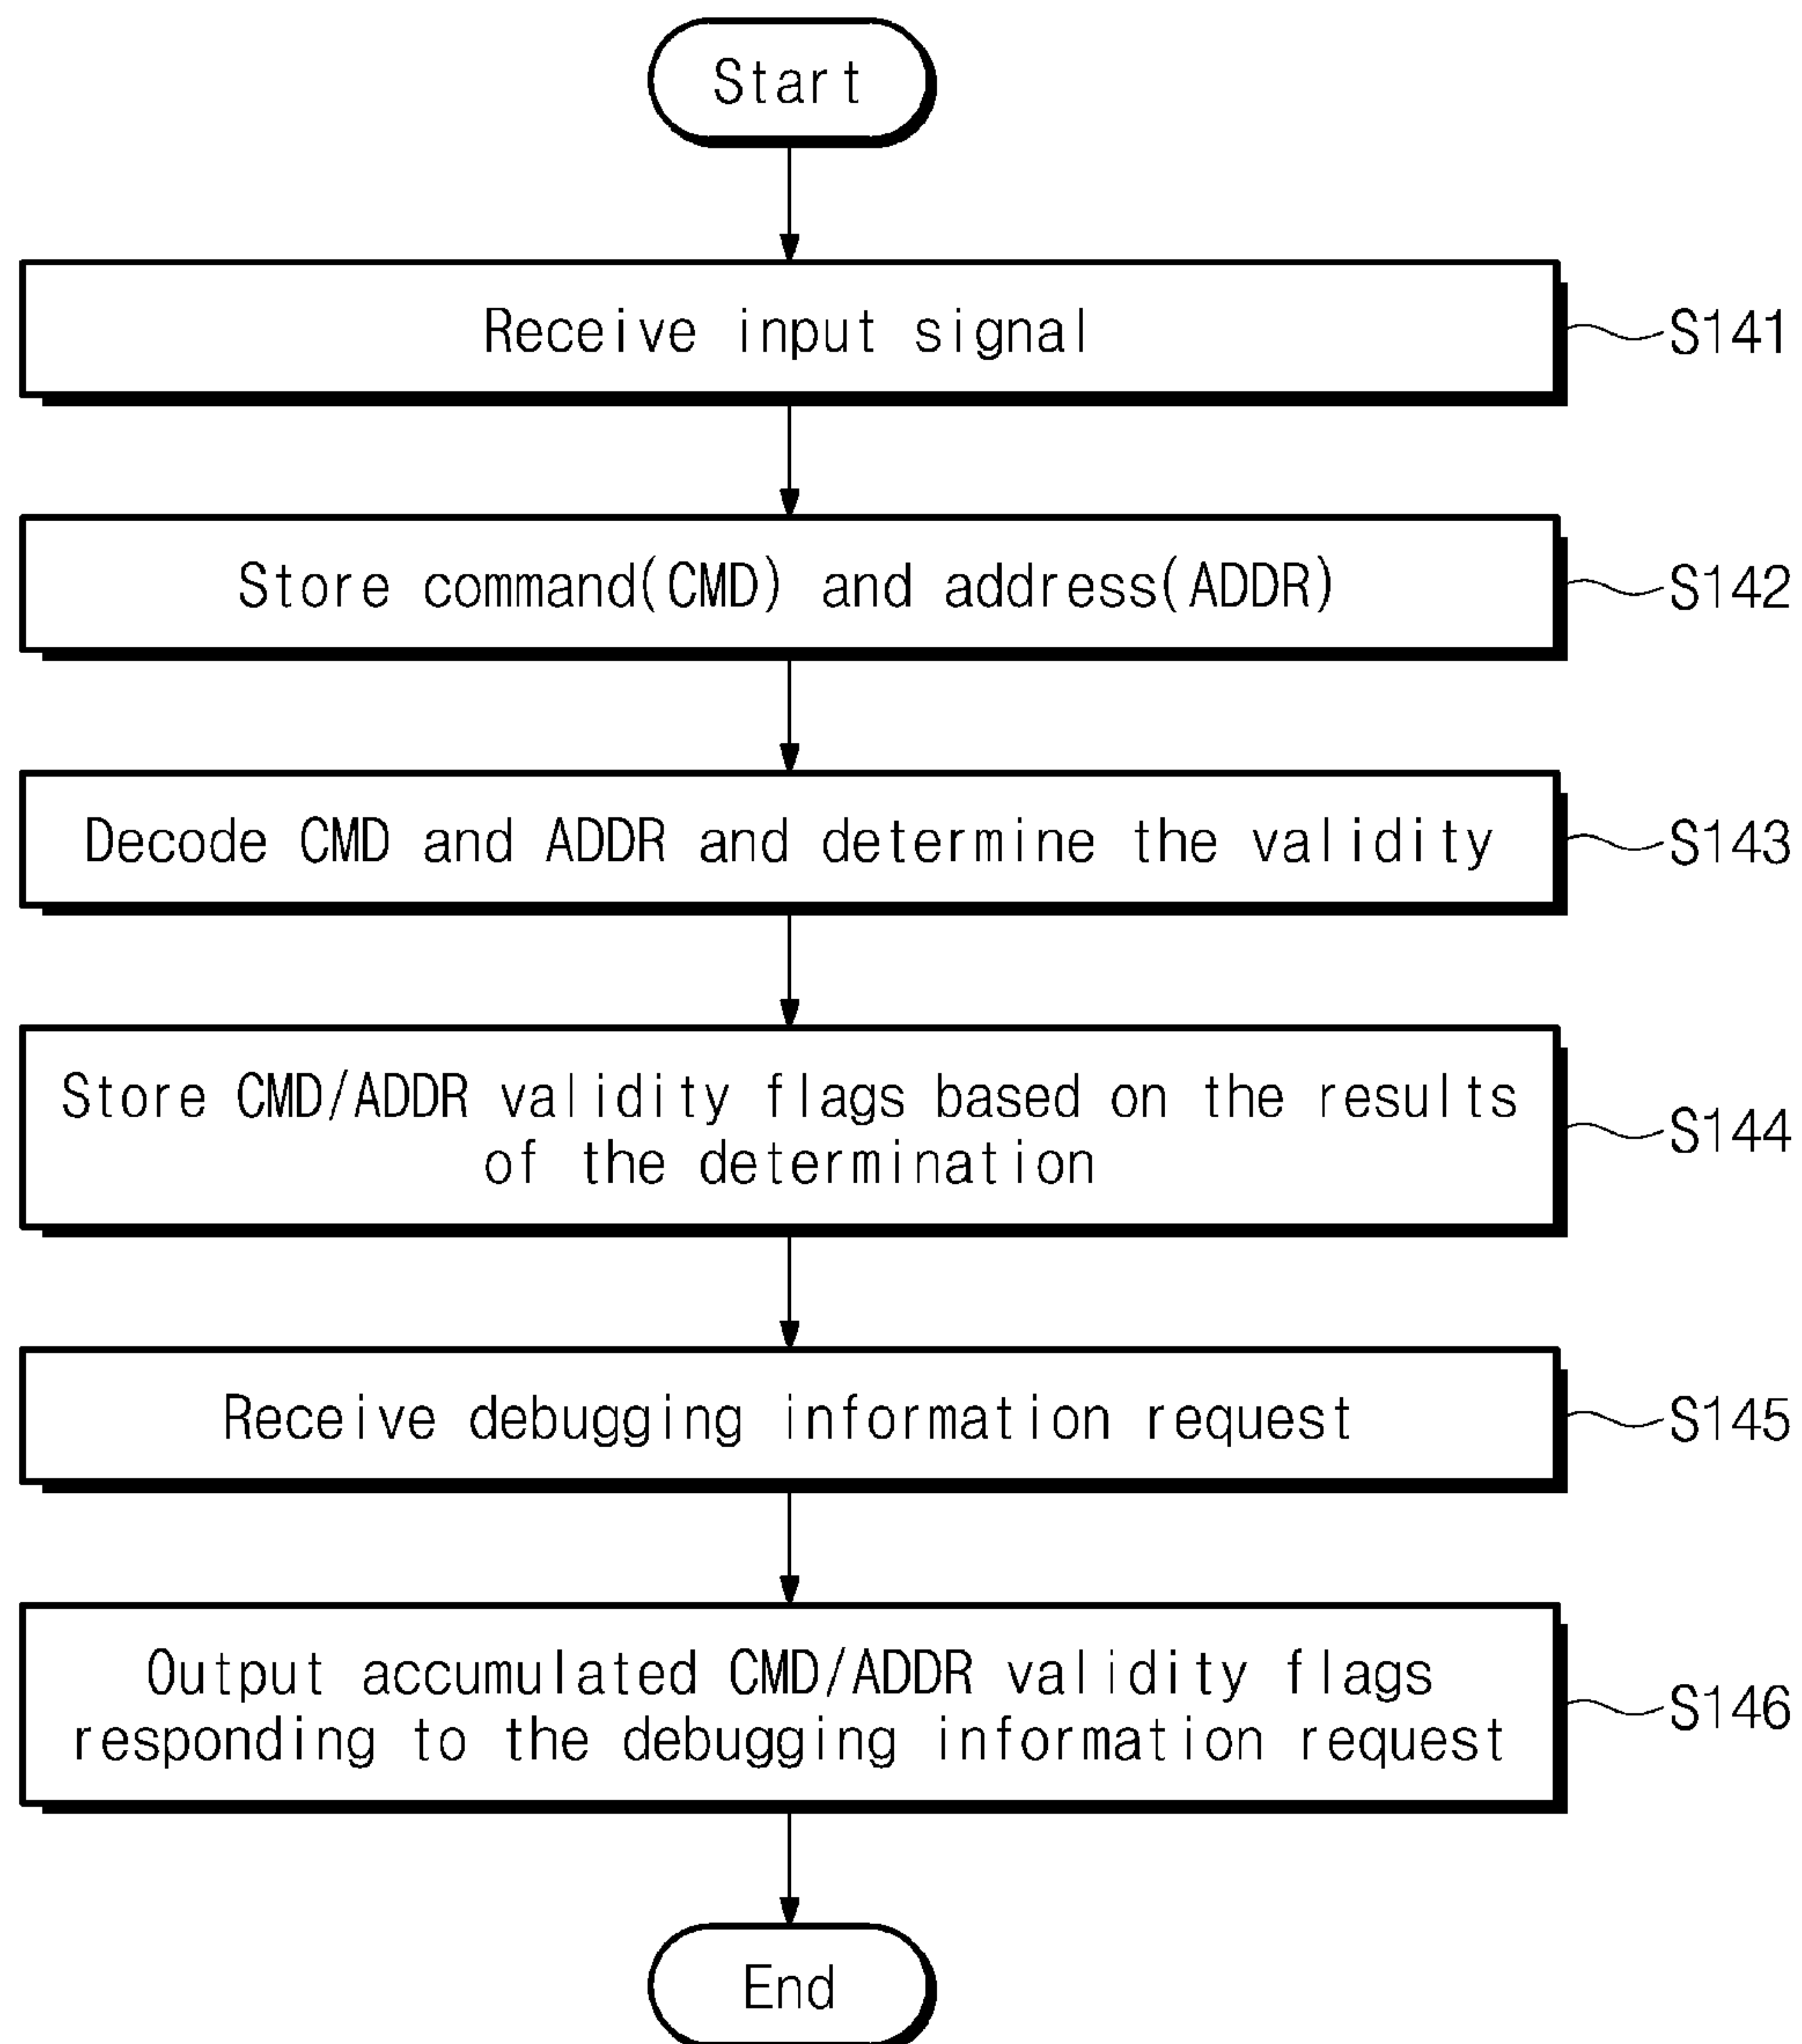 Start
Receive input signal
S141
Store command(CMD) and address(ADDR)
S142
Decode CMD and ADDR and determine the validity
S143
Store CMD/ADDR validity flags based on the results
of the determination
S144
Receive debugging information request
S145
Output accumulated CMD/ADDR validity flags
responding to the debugging information request
S146
End